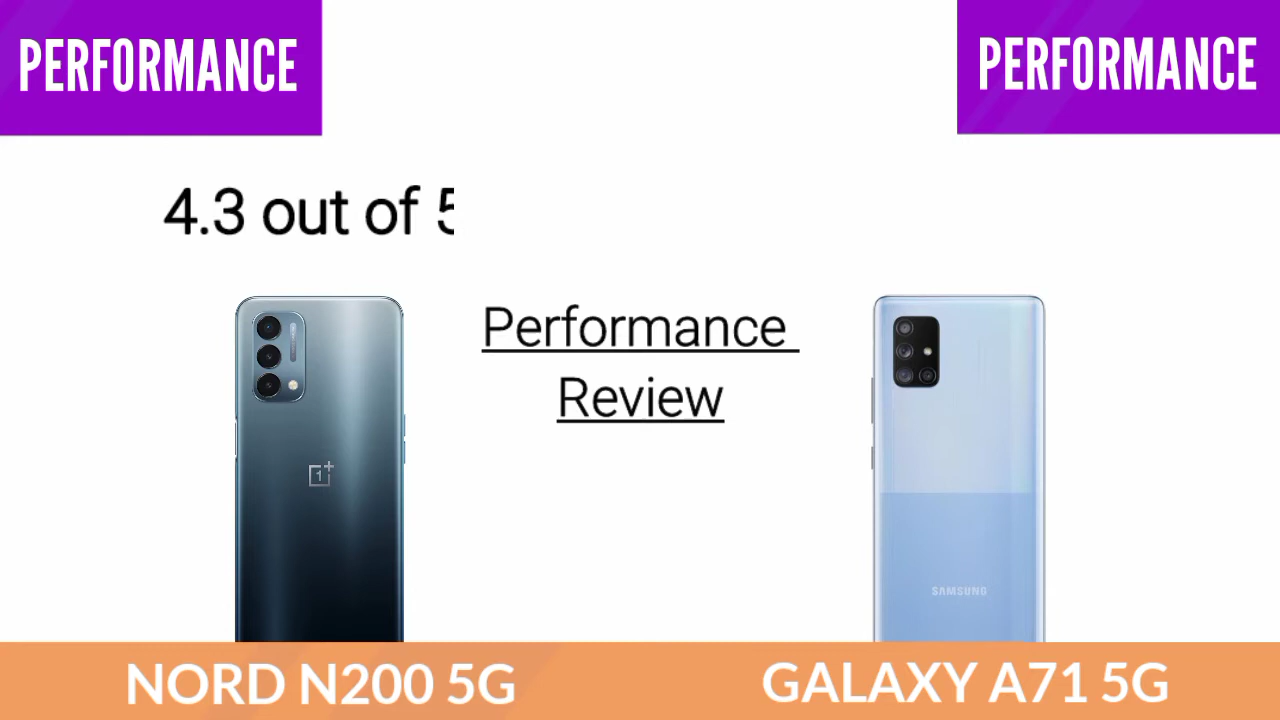 PERFORMANCE
PERFORMANCE
4.3 out of 5
Performance
Review
SAMSUNG
NORD N200 5G
GALAXY A71 5G